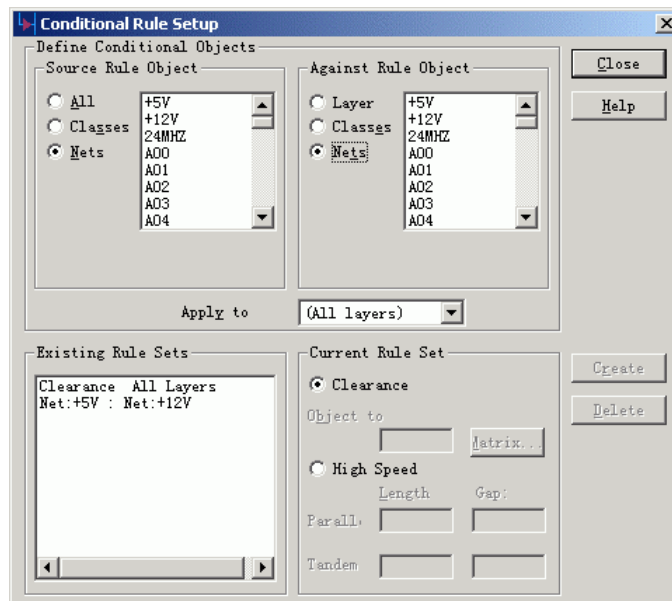 Conditional Rule Setup
Define Conditional Objects
Source Rule Object
All
Classes
Nets
+5V
+12V
24MHZ
A00
A01
A02
A03
A04
Against Rule Object
Layer
Classes
Nets
+5V
+12V
24MHZ
A00
A01
A02
A03
A04
Apply to
(All layers)
Close
Help
Existing Rule Sets
Clearance All Layers
Net:+5V : Net:+12V
Current Rule Set
Clearance
Object to
Matrix...
High Speed
Length Gap:
Parall.
Tandem
Create
Delete